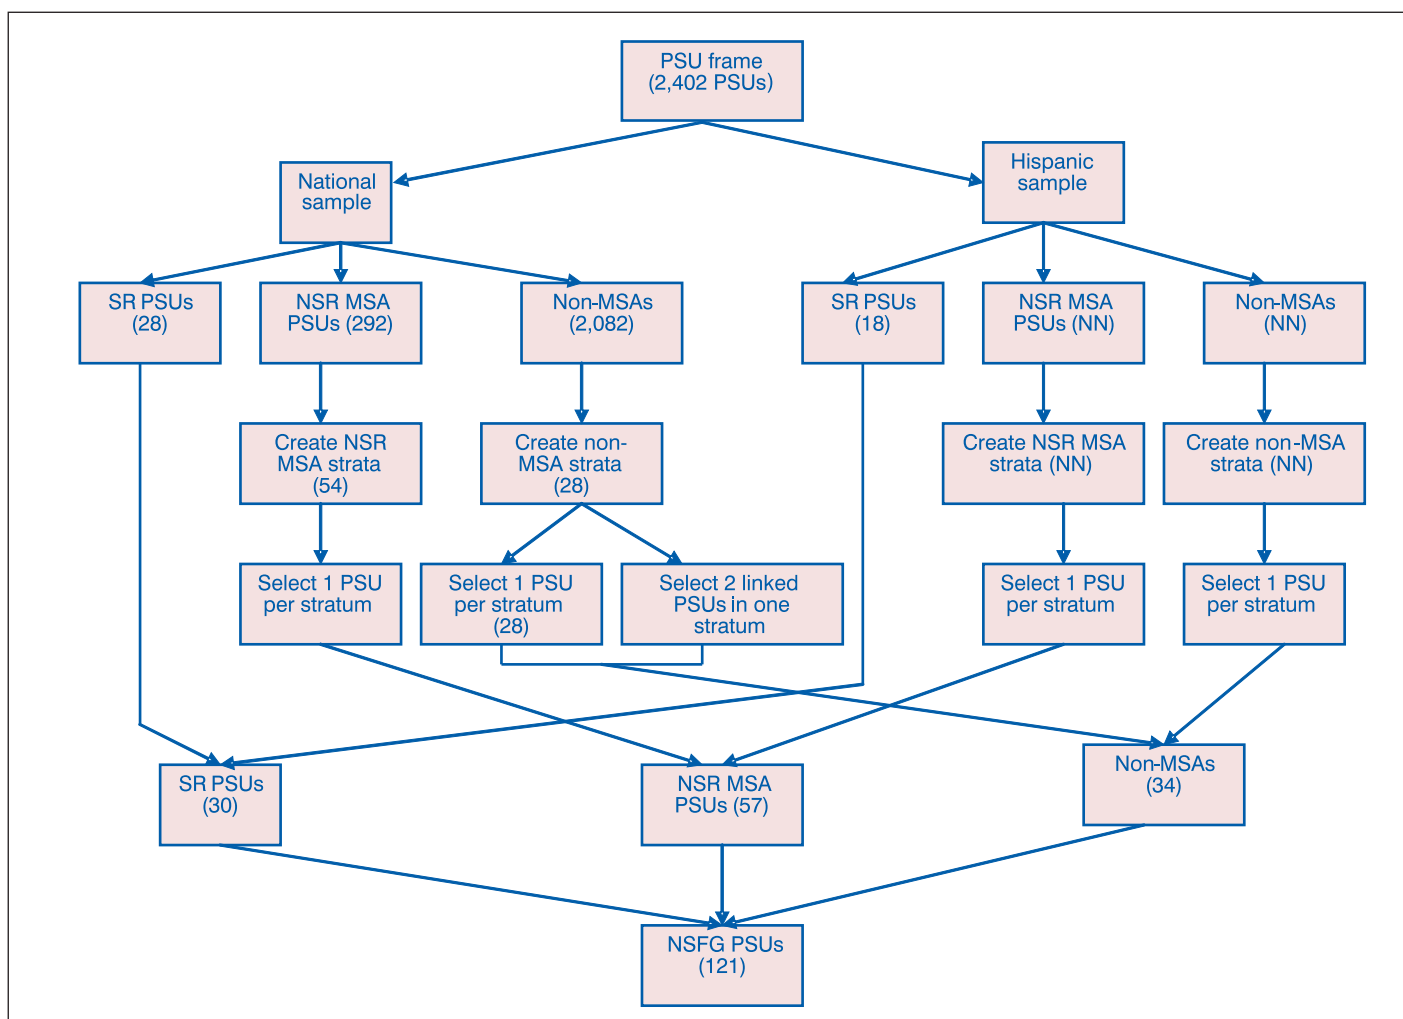 PSU frame
(2,402 PSUs)
National
sample
Hispanic
sample
SR PSUs
(28)
NSR MSA
PSUs (292)
Non-MSAs
(2,082)
SR PSUs
(18)
NSR MSA
PSUs (NN)
Non-MSAs
(NN)
Create NSR
MSA strata
(54)
Create non-
MSA strata
(28)
Create NSR MSA
strata (NN)
Create non-MSA
strata (NN)
Select 1 PSU
per stratum
Select 1 PSU
per stratum
(28)
Select 2 linked
PSUs in one
stratum
Select 1 PSU
per stratum
Select 1 PSU
per stratum
SR PSUs
(30)
NSR MSA
PSUs (57)
Non-MSAs
(34)
NSFG PSUs
(121)